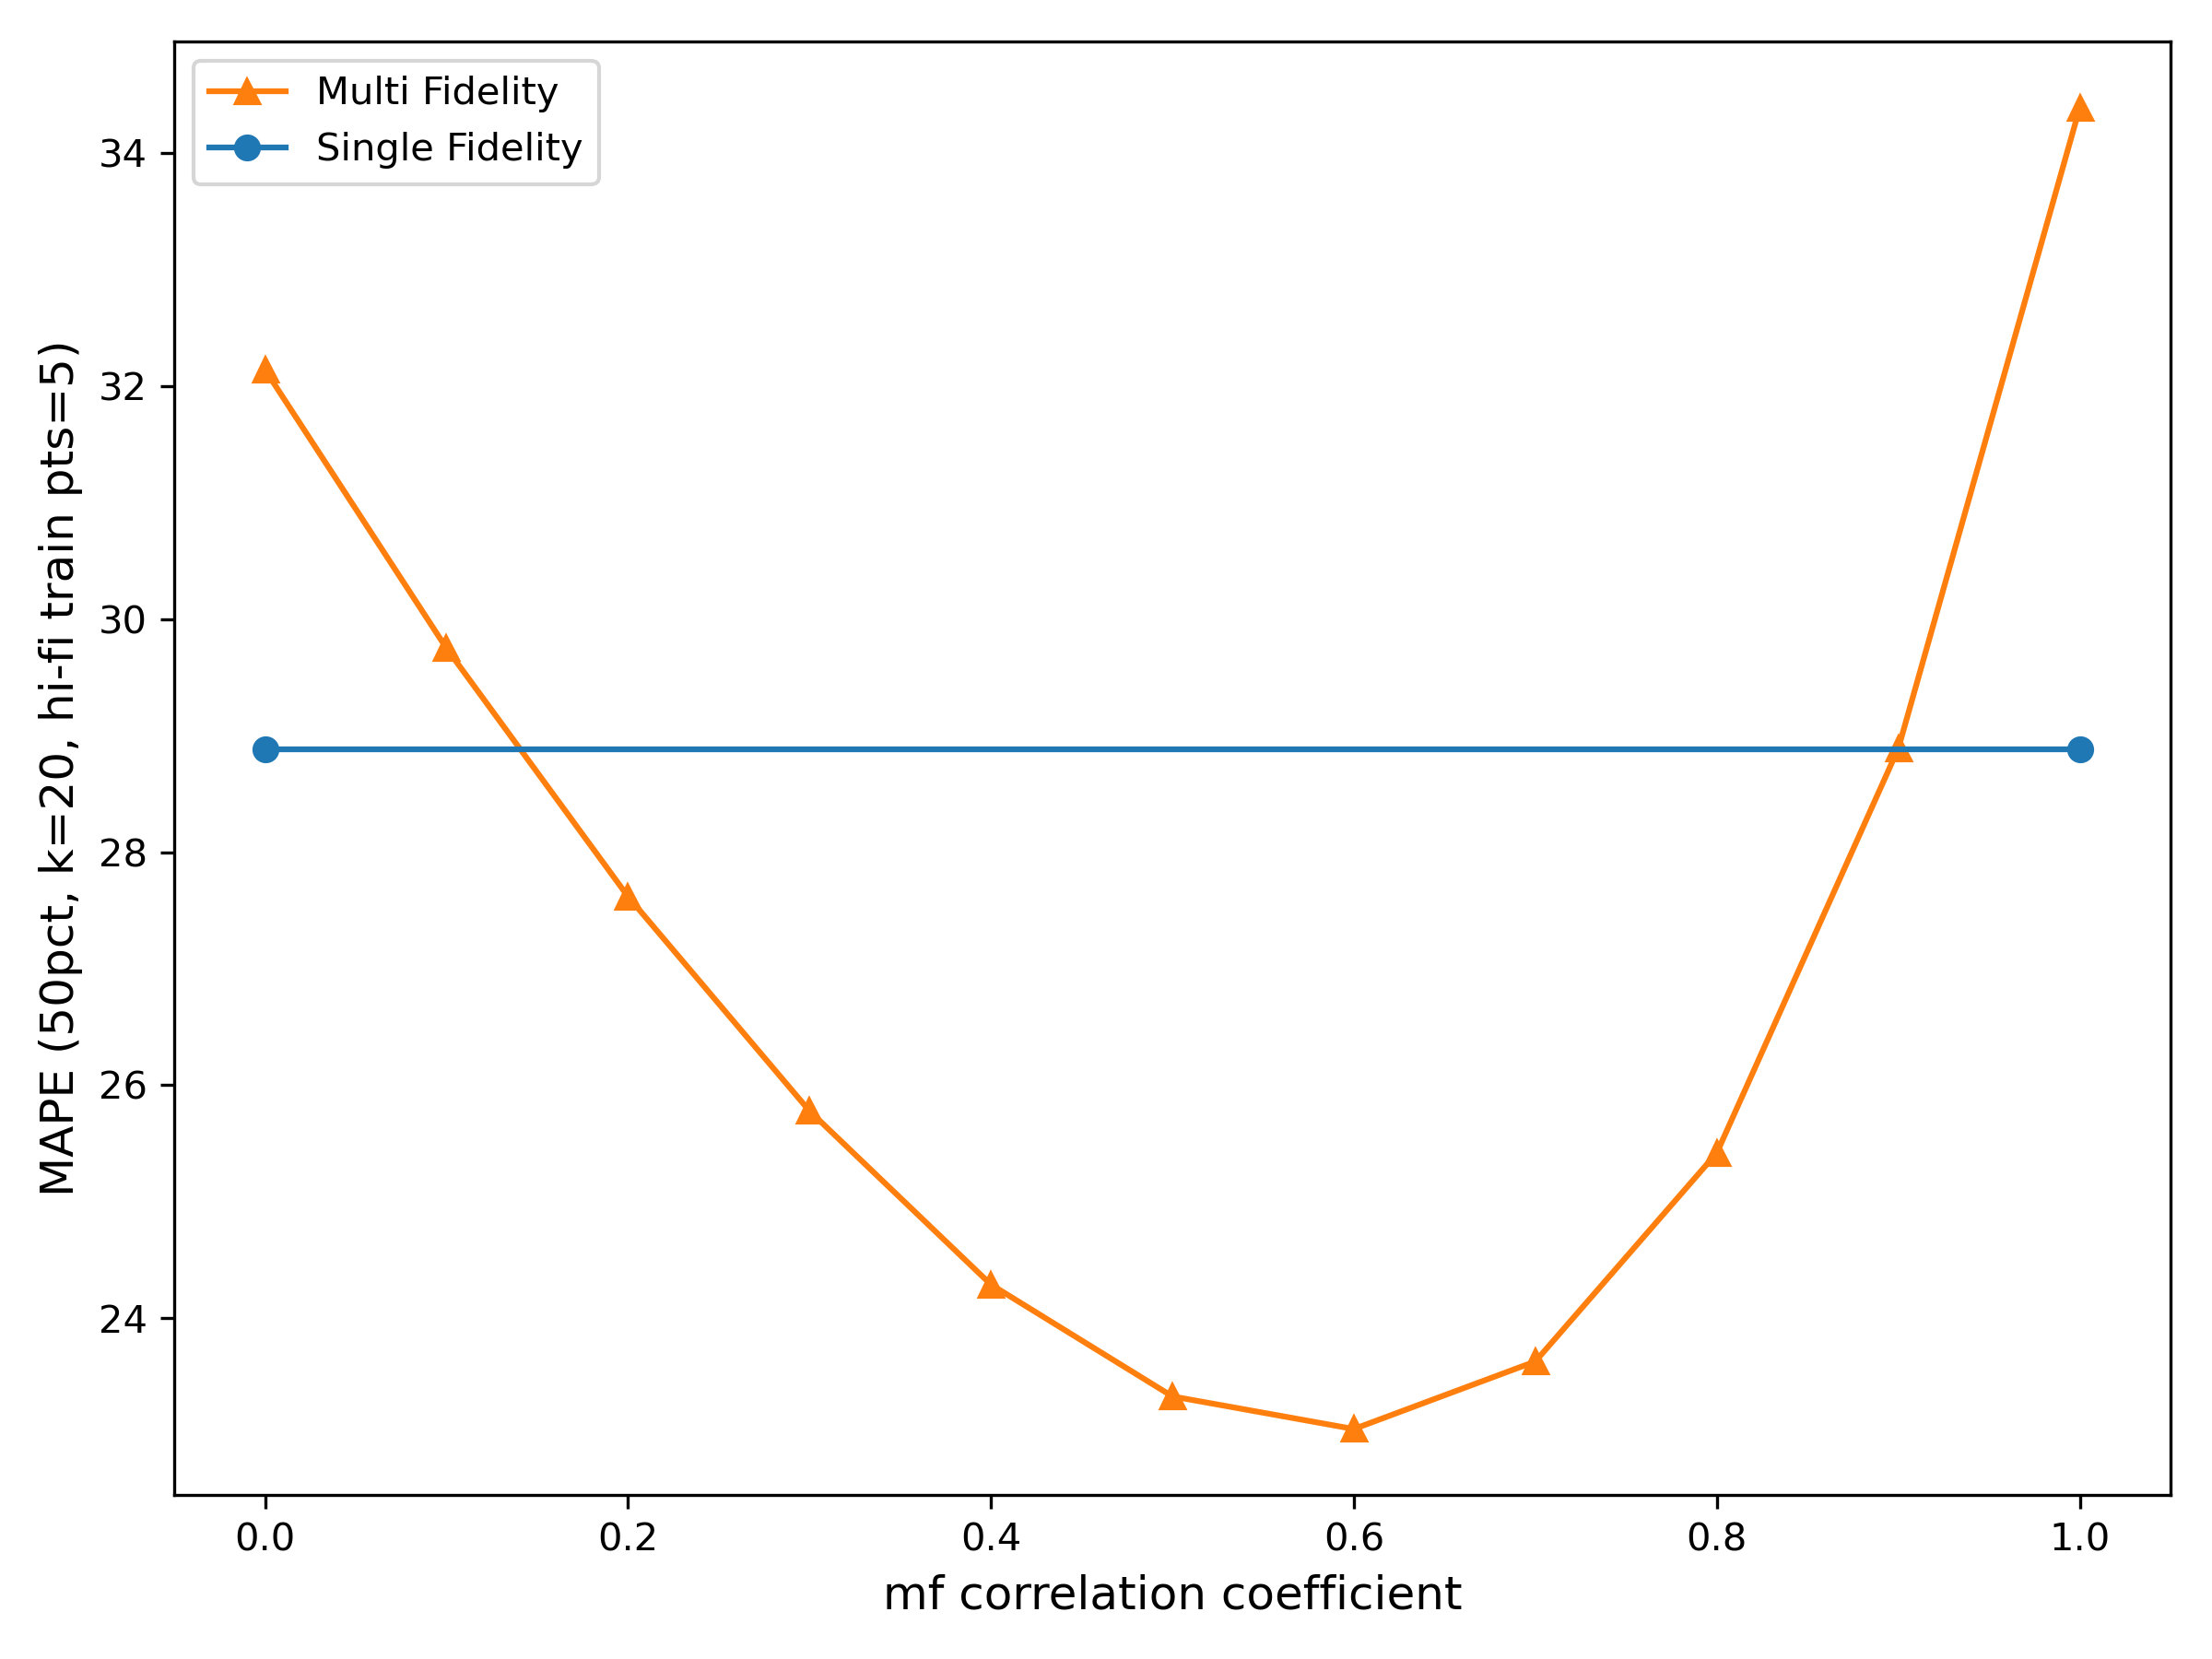 Multi Fidelity
Single Fidelity
MAPE (50pct, k=20, hi-fi train pts=5)
34
32
30
28
26
24
0.0 0.2 0.4 0.6 0.8 1.0
mf correlation coefficient